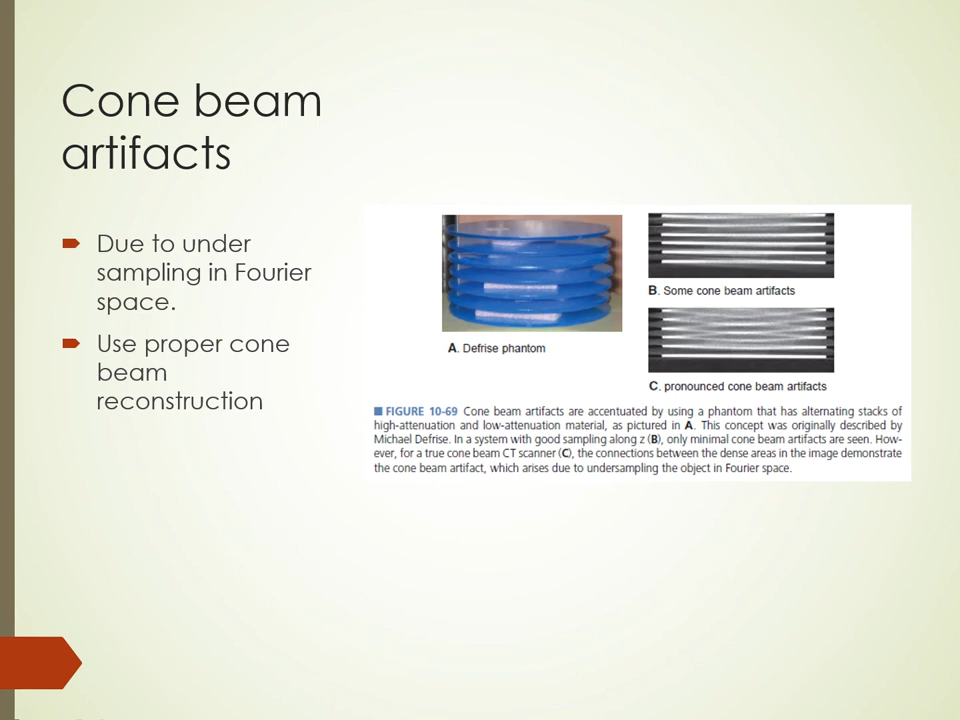 Cone beam
artifacts
Due to under
sampling in Fourier
space.
Use proper cone
beam
reconstruction
A. Defrise phantom
B. Some cone beam artifacts
C. pronounced cone beam artifacts
FIGURE 10-69 Cone beam artifacts are accentuated by using a phantom that has alternating stacks of
high-attenuation and low-attenuation material, as pictured in A. This concept was originally described by
Michael Defrise. In a system with good sampling along z (B), only minimal cone beam artifacts are seen. How-
ever, for a true cone beam CT scanner (C), the connections between the dense areas in the image demonstrate
the cone beam artifact, which arises due to undersampling the object in Fourier space.